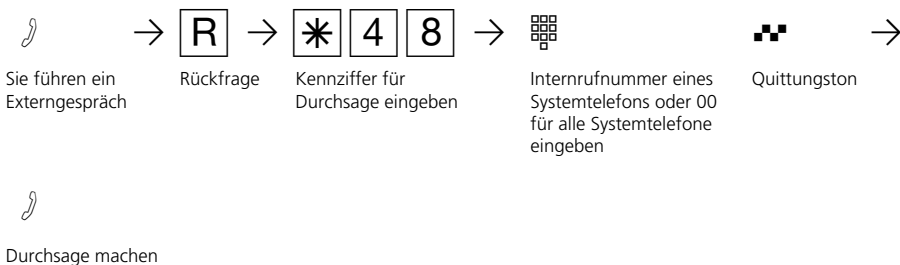 R * 4 8
Sie führen ein
Externgespräch
Rückfrage
Kennziffer für
Durchsage eingeben
Internrufnummer eines
Systemtelefons oder 00
für alle Systemtelefone
eingeben
Quittungston
Durchsage machen